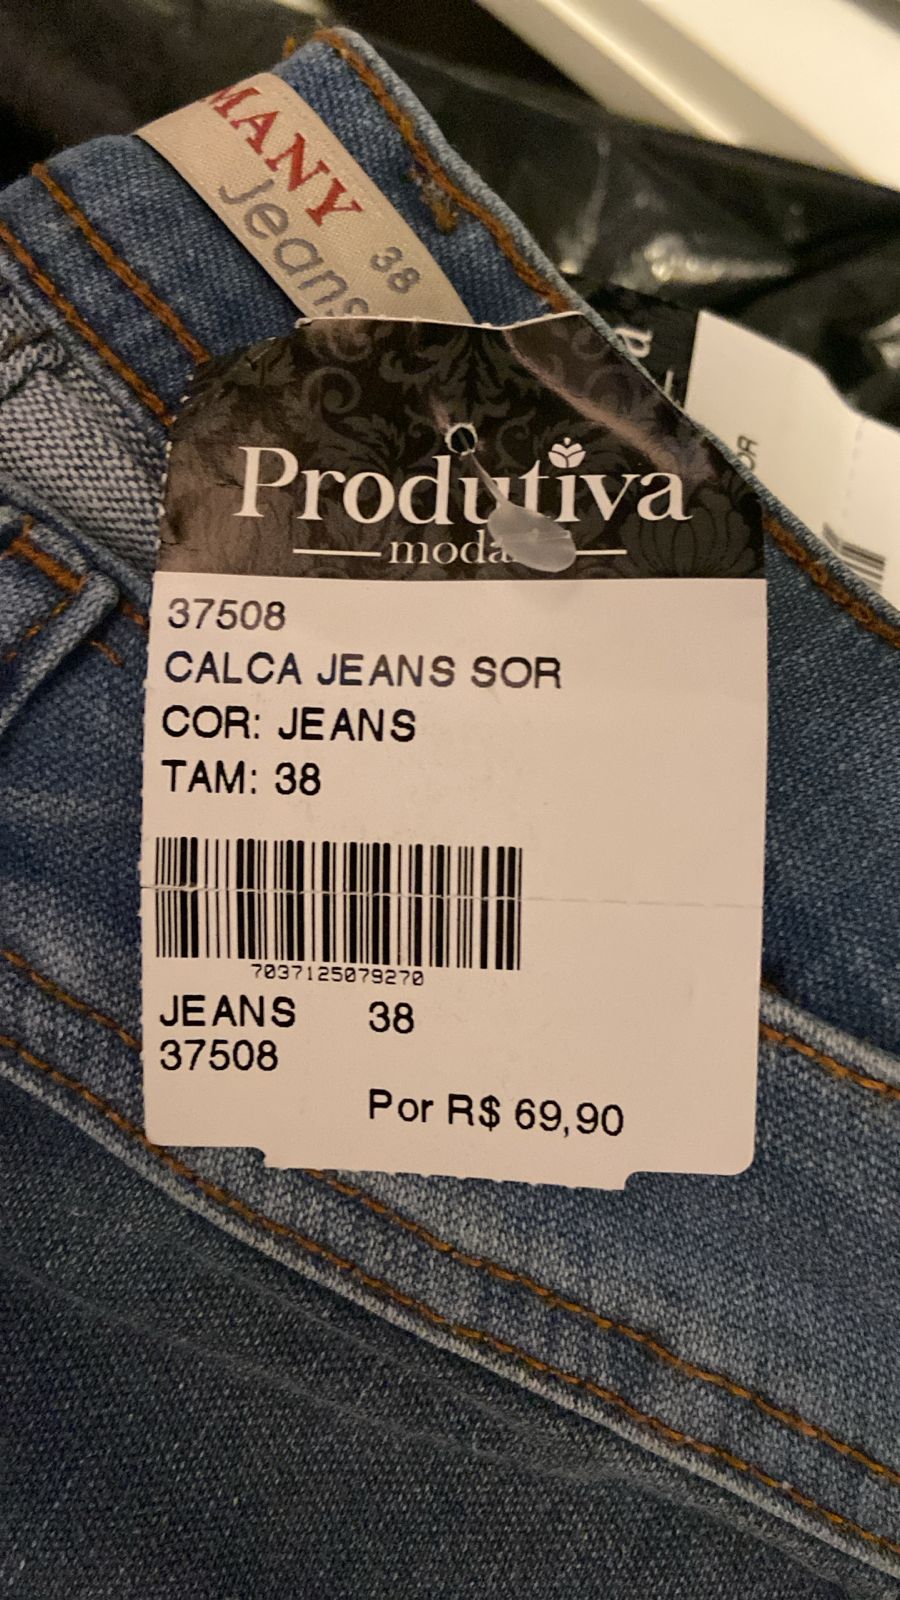 MANY
Jeans 38
Produtiva
moda
37508
CALCA JEANS SOR
COR: JEANS
TAM: 38
7037125079270
JEANS 38
37508
Por R$ 69,90